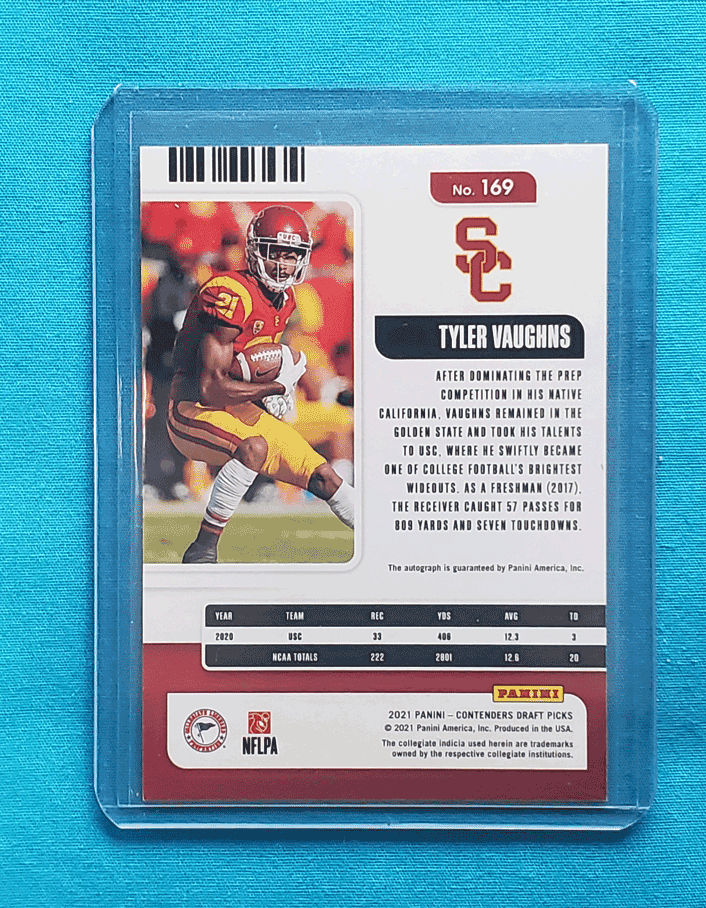 No. 169
SC
USC
21
TYLER VAUGHNS
AFTER DOMINATING THE PREP
COMPETITION IN HIS NATIVE
CALIFORNIA, VAUGHNS REMAINED IN THE
GOLDEN STATE AND TOOK HIS TALENTS
TO USC, WHERE HE SWIFTLY BECAME
ONE OF COLLEGE FOOTBALL'S BRIGHTEST
WIDEOUTS. AS A FRESHMAN (2017),
THE RECEIVER CAUGHT 57 PASSES FOR
809 YARDS AND SEVEN TOUCHDOWNS.
The autograph is guaranteed by Panini America, Inc.
YEAR TEAM REC YDS AVG TD
2020 USC 33 406 12.3 3
NCAA TOTALS 222 2801 12.6 20
PANINI
2021 PANINI – CONTENDERS DRAFT PICKS
© 2021 Panini America, Inc. Produced in the USA.
The collegiate indicia used herein are trademarks
owned by the respective collegiate institutions.
NFLPA